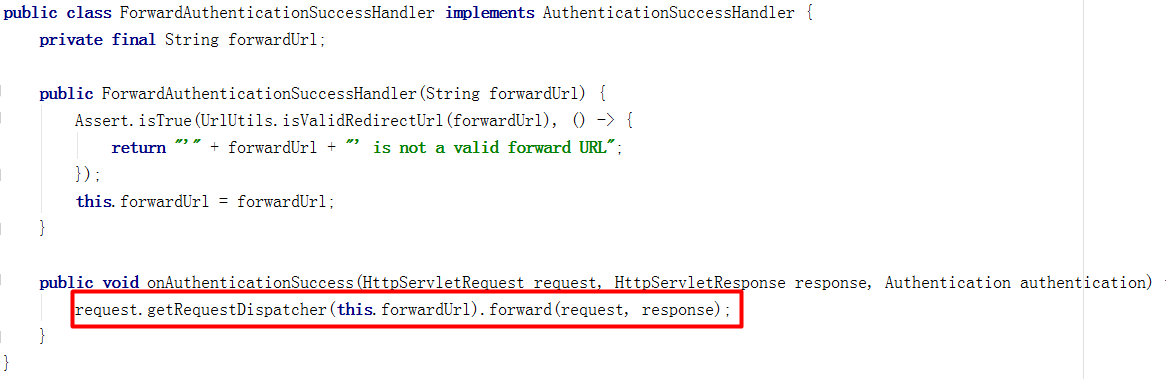 public class ForwardAuthenticationSuccessHandler implements AuthenticationSuccessHandler {
    private final String forwardUrl;
    public ForwardAuthenticationSuccessHandler(String forwardUrl) {
        Assert.isTrue(UrlUtils.isValidRedirectUrl(forwardUrl), () -> {
            return "'" + forwardUrl + "' is not a valid forward URL";
        });
        this.forwardUrl = forwardUrl;
    }
    public void onAuthenticationSuccess(HttpServletRequest request, HttpServletResponse response, Authentication authentication)
        request.getRequestDispatcher(this.forwardUrl).forward(request, response);
    }
}